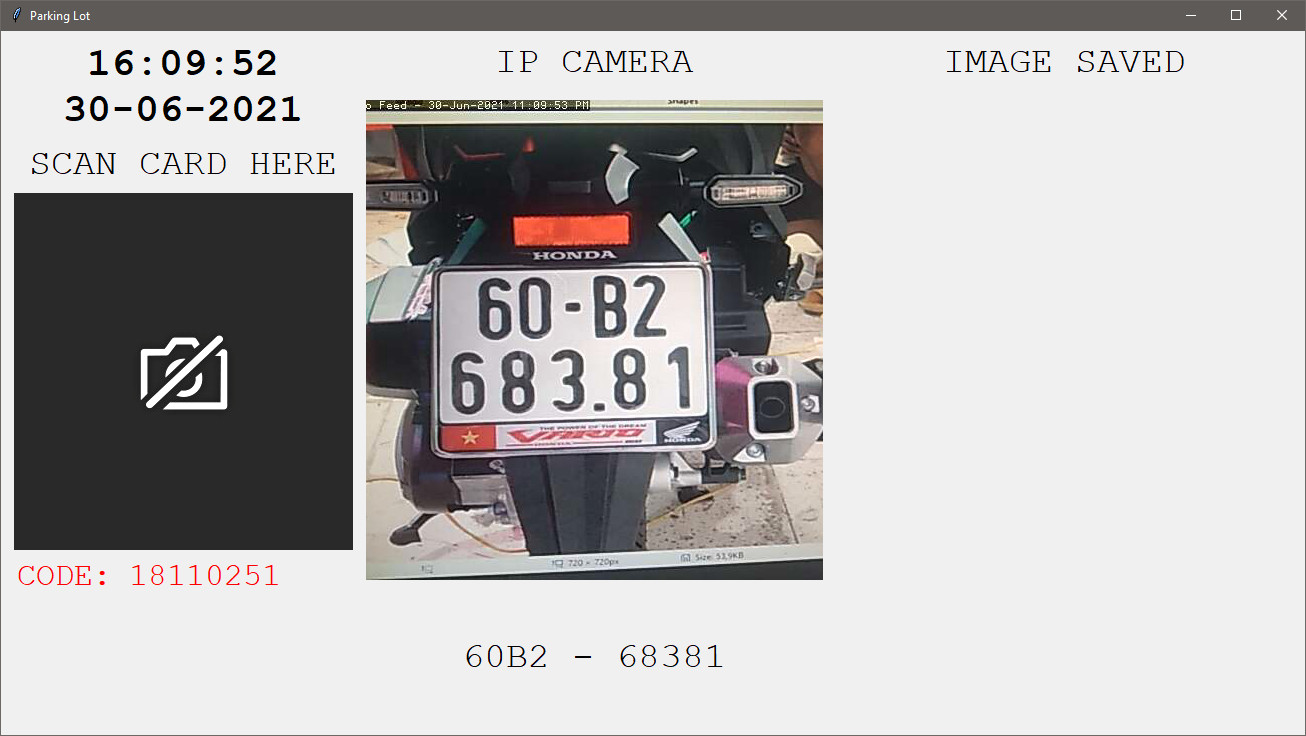 Parking Lot
16:09:52
30-06-2021
SCAN CARD HERE
CODE: 18110251
IP CAMERA
o Feed - 30-Jun-2021 11:09:53 PM
Shapes
HONDA
60-B2
683.81
THE POWER OF THE DREAM
VARIO
HONDA
HONDA
720 × 720px
Size: 53,9KB
60B2 - 68381
IMAGE SAVED